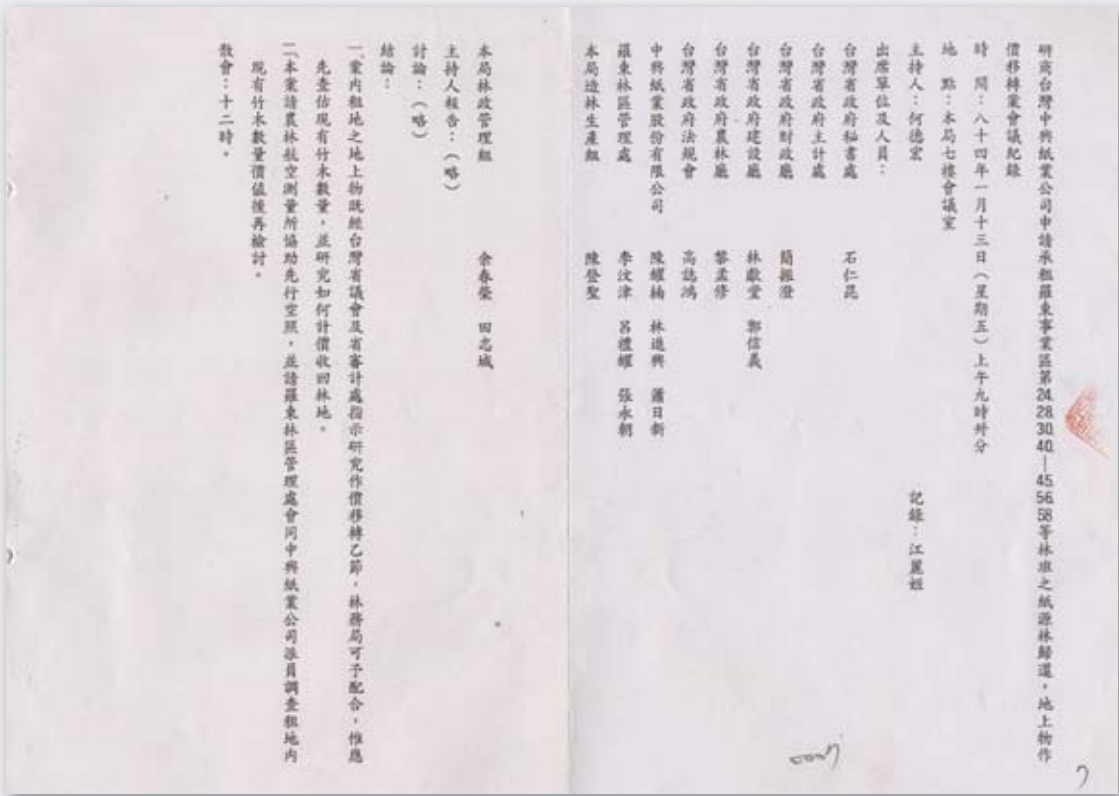 研商台灣中興紙業公司申請承租羅東事業區第24.28.30.40.—45.56.58等林班之紙源林歸還，地上物作
價移轉案會議紀錄
時　間：八十四年一月十三日（星期五）上午九時卅分
地　點：本局七樓會議室
主持人：何德宏　記錄：江麗姮
出席單位及人員：
台灣省政府秘書處　石仁昆
台灣省政府主計處
台灣省政府財政廳　簡振澄
台灣省政府建設廳　林獻堂　郭信義
台灣省政府農林廳　黎孟修
台灣省政府法規會　高誌鴻
中興紙業股份有限公司　陳耀楠　林進興　蕭日新
羅東林區管理處　李汶津　呂禮耀　張永朝
本局造林生產組　陳登聖
本局林政管理組　余春榮　田志城
主持人報告：（略）
討論：（略）
結論：
一、案內租地之地上物既經台灣省議會及省審計處指示研究作價移轉乙節，林務局可予配合，惟應
先查估現有竹木數量，並研究如何計價收回林地。
二、本案請農林航空測量所協助先行空照，並請羅東林區管理處會同中興紙業公司派員調查租地內
現有竹木數量價值後再檢討。
散會：十二時。